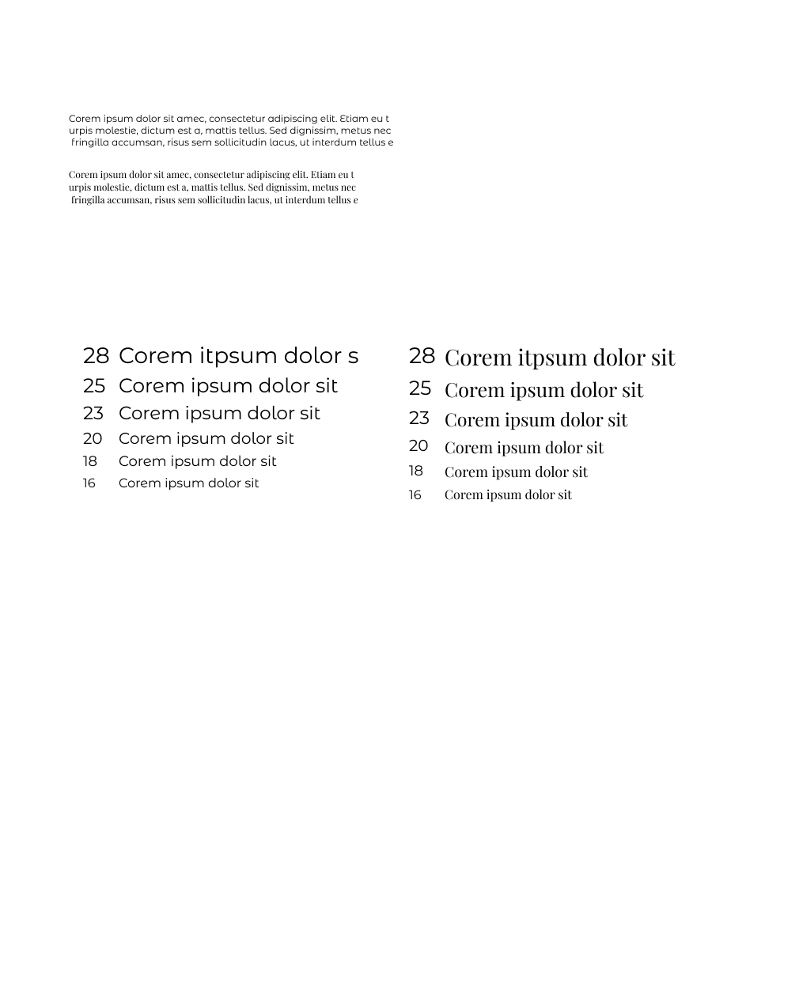 Corem ipsum dolor sit amec, consectetur adipiscing elit. Etiam eu t
urpis molestie, dictum est a, mattis tellus. Sed dignissim, metus nec
fringilla accumsan, risus sem sollicitudin lacus, ut interdum tellus e
Corem ipsum dolor sit amec, consectetur adipiscing elit. Etiam eu t
urpis molestie, dictum est a, mattis tellus. Sed dignissim, metus nec
fringilla accumsan, risus sem sollicitudin lacus, ut interdum tellus e
28 Corem itpsum dolor s
25 Corem ipsum dolor sit
23 Corem ipsum dolor sit
20 Corem ipsum dolor sit
18 Corem ipsum dolor sit
16 Corem ipsum dolor sit
28 Corem itpsum dolor sit
25 Corem ipsum dolor sit
23 Corem ipsum dolor sit
20 Corem ipsum dolor sit
18 Corem ipsum dolor sit
16 Corem ipsum dolor sit